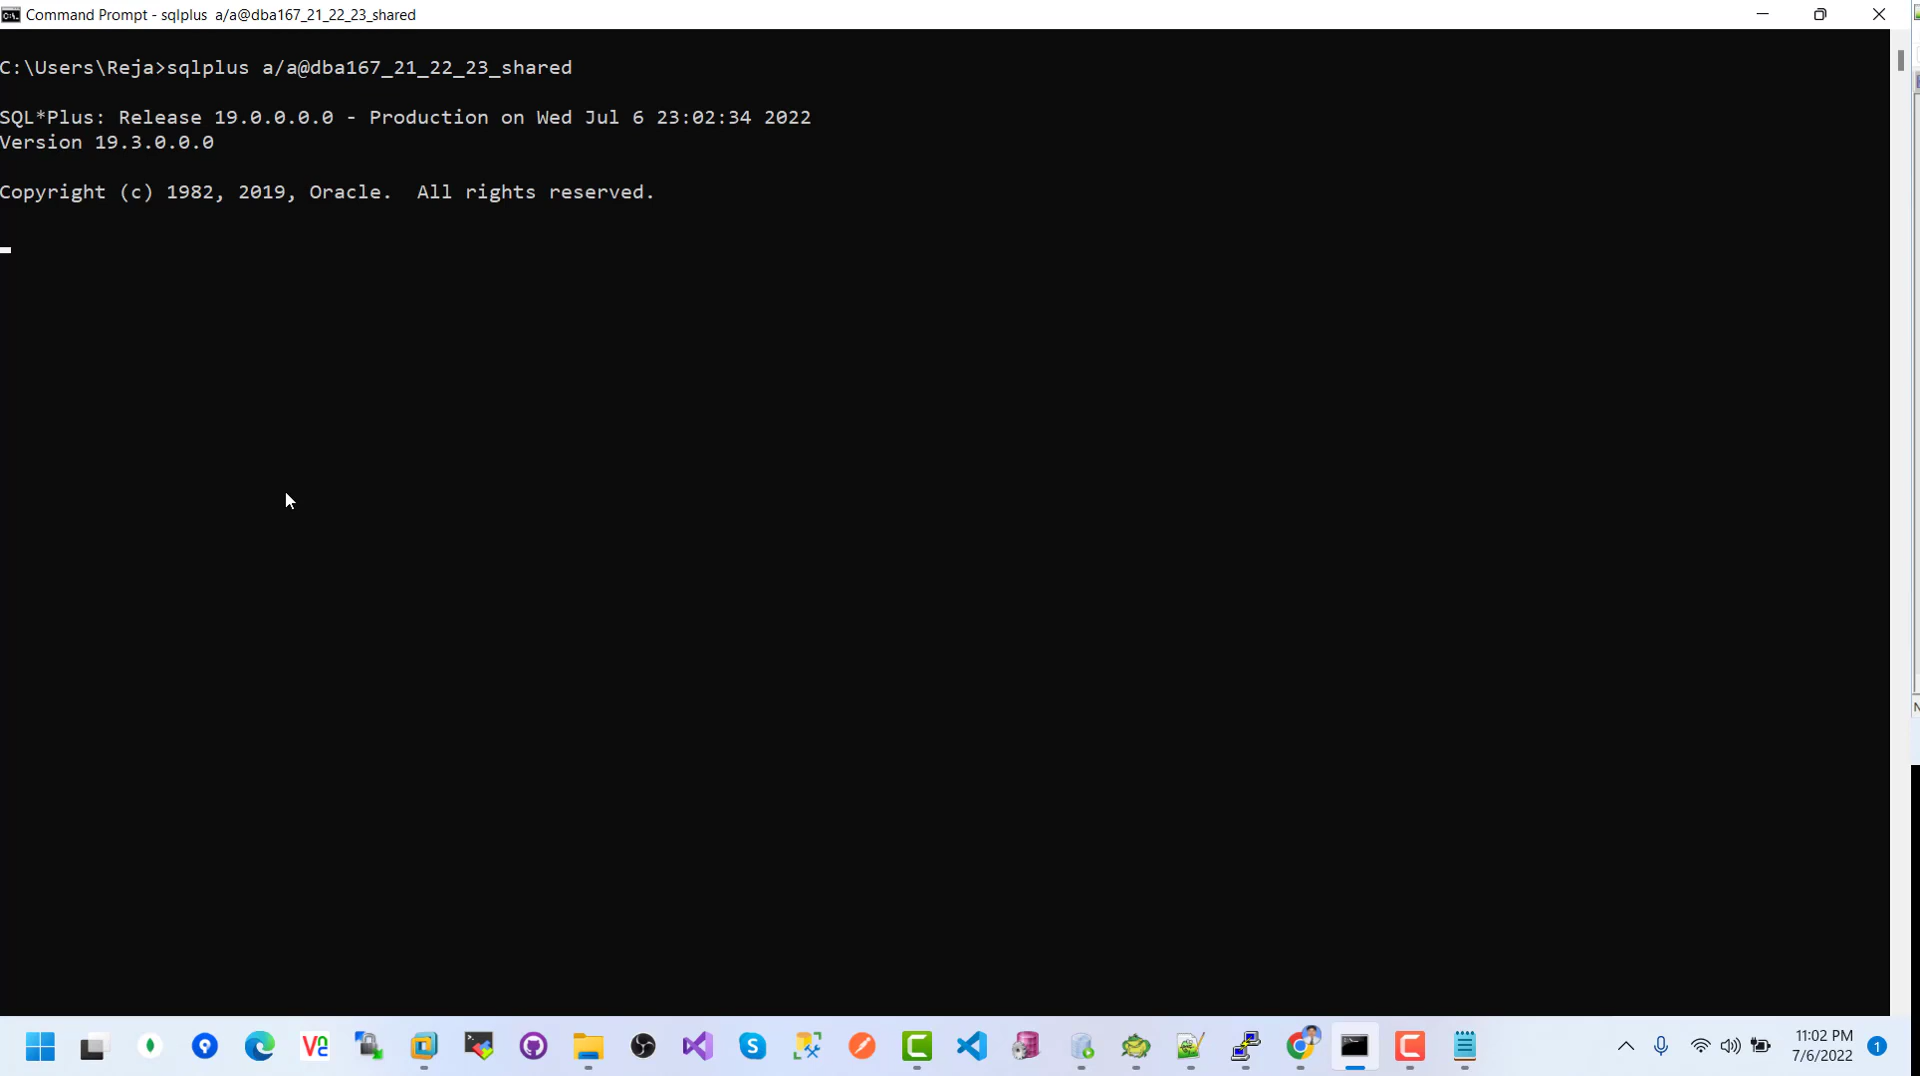 Command Prompt - sqlplus  a/a@dba167_21_22_23_shared
C:\Users\Reja>sqlplus a/a@dba167_21_22_23_shared
SQL*Plus: Release 19.0.0.0.0 - Production on Wed Jul 6 23:02:34 2022
Version 19.3.0.0.0
Copyright (c) 1982, 2019, Oracle.  All rights reserved.
11:02 PM
7/6/2022
1